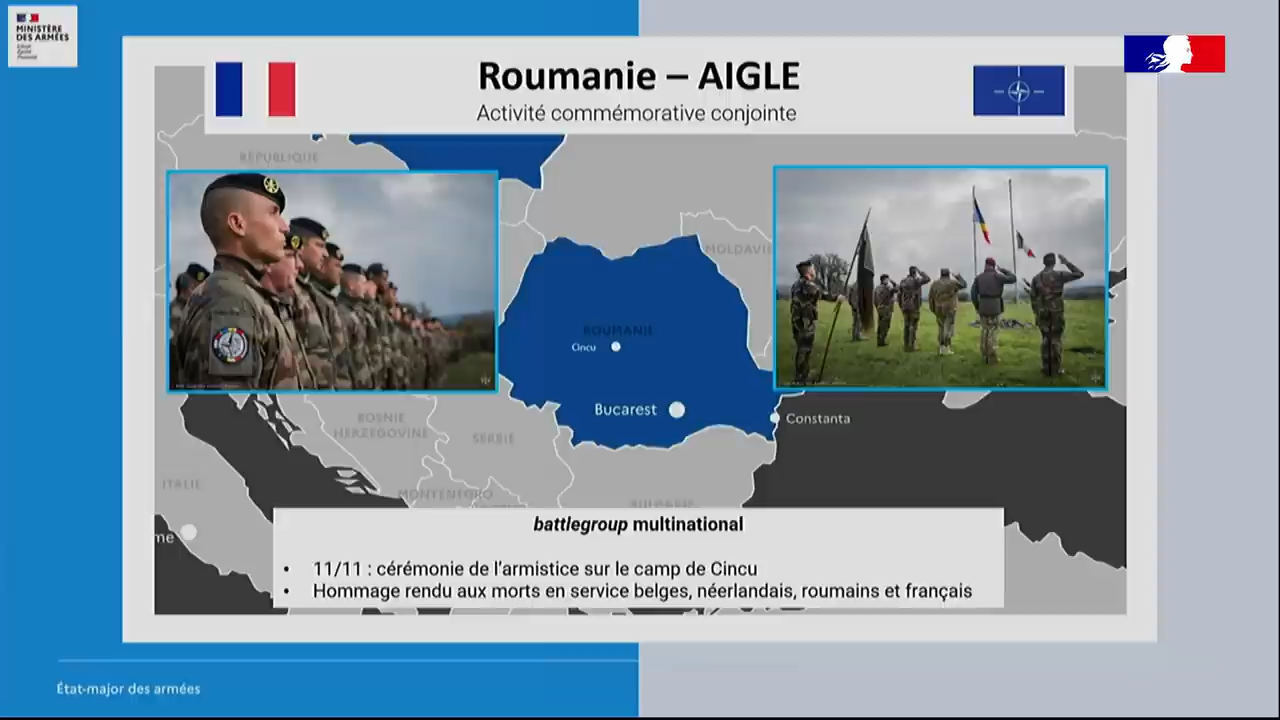 MINISTÈRE
DES ARMÉES
Roumanie – AIGLE
Activité commémorative conjointe
RÉPUBLIQUE
MOLDAVIE
ROUMANIE
Cincu
Bucarest
Constanta
BOSNIE
HERZÉGOVINE
SERBIE
ITALIE
MONTENEGRO
BULGARIE
me
battlegroup multinational
• 11/11 : cérémonie de l'armistice sur le camp de Cincu
• Hommage rendu aux morts en service belges, néerlandais, roumains et français
État-major des armées